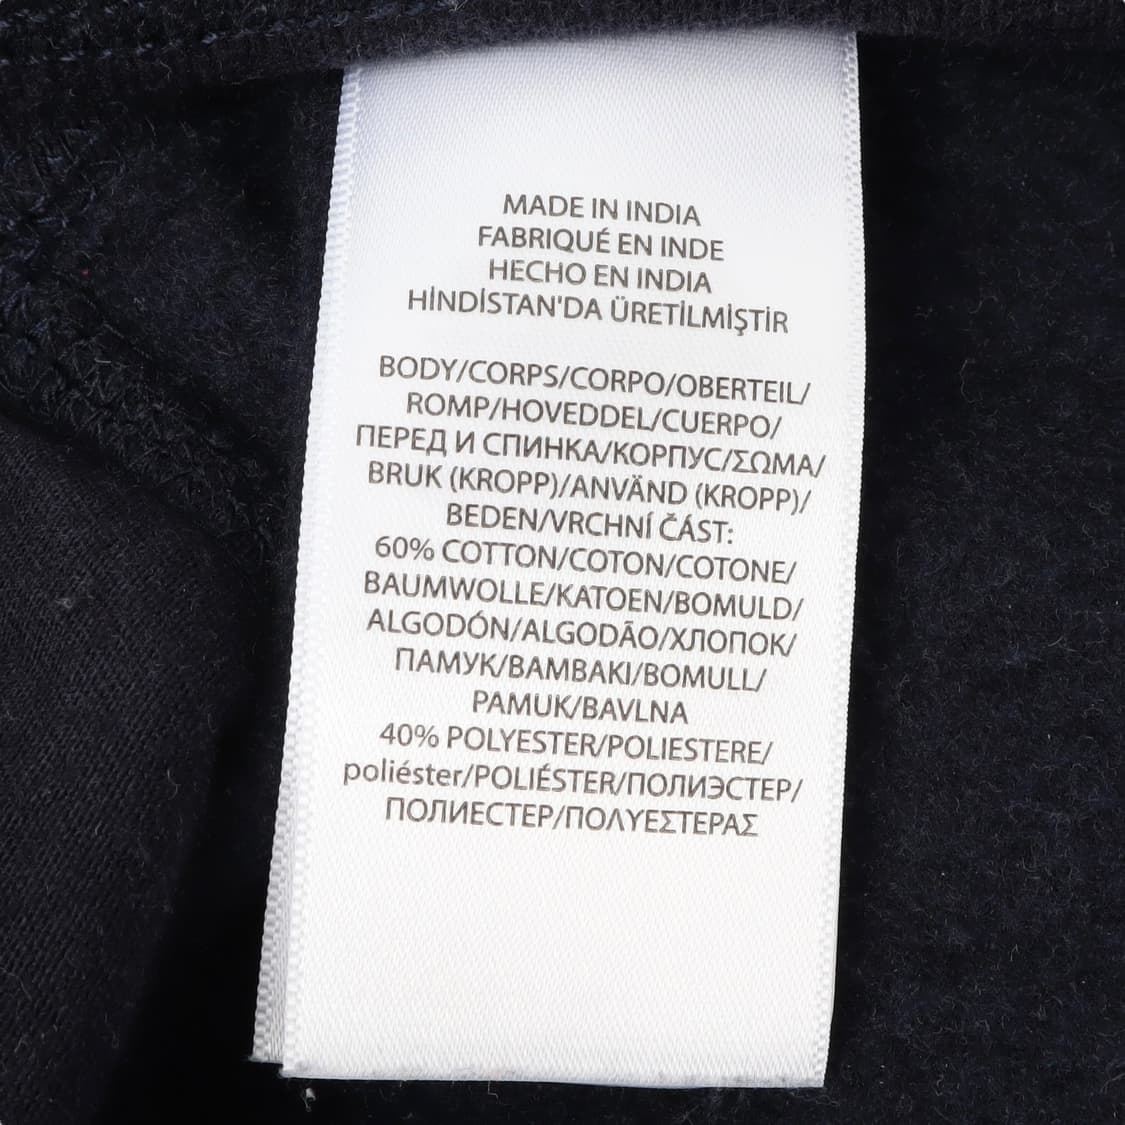 MADE IN INDIA
FABRIQUÉ EN INDE
HECHO EN INDIA
HİNDİSTAN'DA ÜRETİLMİŞTİR
BODY/CORPS/CORPO/OBERTEIL/
ROMP/HOVEDDEL/CUERPO/
ПЕРЕД И СПИНКА/КОРПУС/ΣΩΜΑ/
BRUK (KROPP)/ANVÄND (KROPP)/
BEDEN/VRCHNÍ ČÁST:
60% COTTON/COTON/COTONE/
BAUMWOLLE/KATOEN/BOMULD/
ALGODÓN/ALGODÃO/ХЛОПОК/
ПАМУК/ΒΑΜΒΑΚΙ/BOMULL/
PAMUK/BAVLNA
40% POLYESTER/POLIESTERE/
poliéster/POLIÉSTER/ПОЛИЭСТЕР/
ПОЛИЕСТЕР/ΠΟΛΥΕΣΤΕΡΑΣ